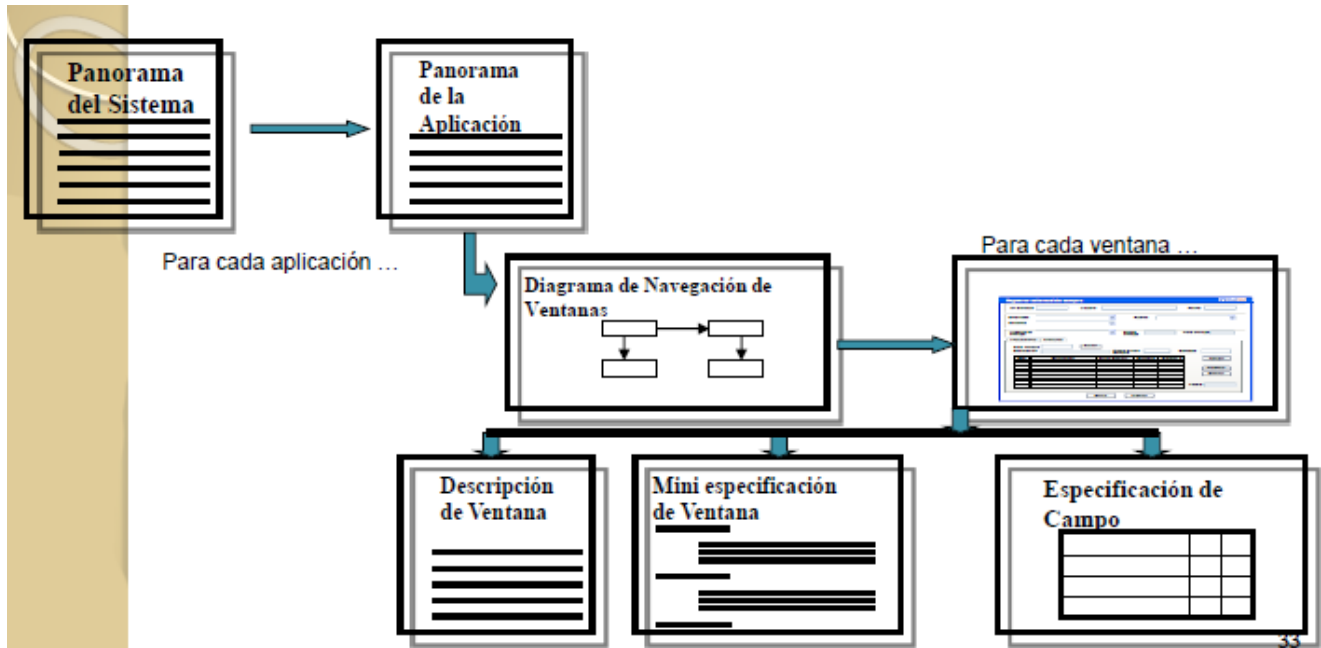 Panorama
del Sistema
Panorama
de la
Aplicación
Para cada aplicación …
Diagrama de Navegación de
Ventanas
Para cada ventana …
Descripción
de Ventana
Mini especificación
de Ventana
Especificación de
Campo
33